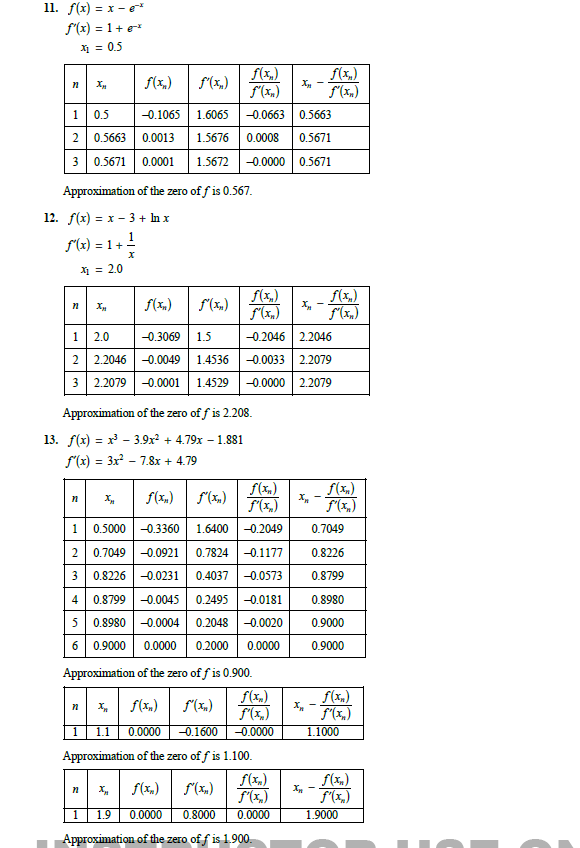 11. f(x) = x − e⁻ˣ
f′(x) = 1 + e⁻ˣ
x₁ = 0.5
n xₙ f(xₙ) f′(xₙ) f(xₙ)/f′(xₙ) xₙ − f(xₙ)/f′(xₙ)
1 0.5 −0.1065 1.6065 −0.0663 0.5663
2 0.5663 0.0013 1.5676 0.0008 0.5671
3 0.5671 0.0001 1.5672 −0.0000 0.5671
Approximation of the zero of f is 0.567.
12. f(x) = x − 3 + ln x
f′(x) = 1 + 1/x
x₁ = 2.0
n xₙ f(xₙ) f′(xₙ) f(xₙ)/f′(xₙ) xₙ − f(xₙ)/f′(xₙ)
1 2.0 −0.3069 1.5 −0.2046 2.2046
2 2.2046 −0.0049 1.4536 −0.0033 2.2079
3 2.2079 −0.0001 1.4529 −0.0000 2.2079
Approximation of the zero of f is 2.208.
13. f(x) = x³ − 3.9x² + 4.79x − 1.881
f′(x) = 3x² − 7.8x + 4.79
n xₙ f(xₙ) f′(xₙ) f(xₙ)/f′(xₙ) xₙ − f(xₙ)/f′(xₙ)
1 0.5000 −0.3360 1.6400 −0.2049 0.7049
2 0.7049 −0.0921 0.7824 −0.1177 0.8226
3 0.8226 −0.0231 0.4037 −0.0573 0.8799
4 0.8799 −0.0045 0.2495 −0.0181 0.8980
5 0.8980 −0.0004 0.2048 −0.0020 0.9000
6 0.9000 0.0000 0.2000 0.0000 0.9000
Approximation of the zero of f is 0.900.
n xₙ f(xₙ) f′(xₙ) f(xₙ)/f′(xₙ) xₙ − f(xₙ)/f′(xₙ)
1 1.1 0.0000 −0.1600 −0.0000 1.1000
Approximation of the zero of f is 1.100.
n xₙ f(xₙ) f′(xₙ) f(xₙ)/f′(xₙ) xₙ − f(xₙ)/f′(xₙ)
1 1.9 0.0000 0.8000 0.0000 1.9000
Approximation of the zero of f is 1.900.